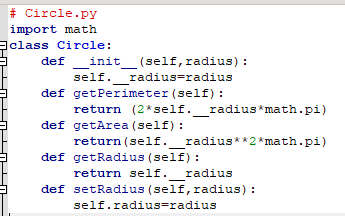 # Circle.py
import math
class Circle:
    def __init__(self,radius):
        self.__radius=radius
    def getPerimeter(self):
        return (2*self.__radius*math.pi)
    def getArea(self):
        return(self.__radius**2*math.pi)
    def getRadius(self):
        return self.__radius
    def setRadius(self,radius):
        self.radius=radius